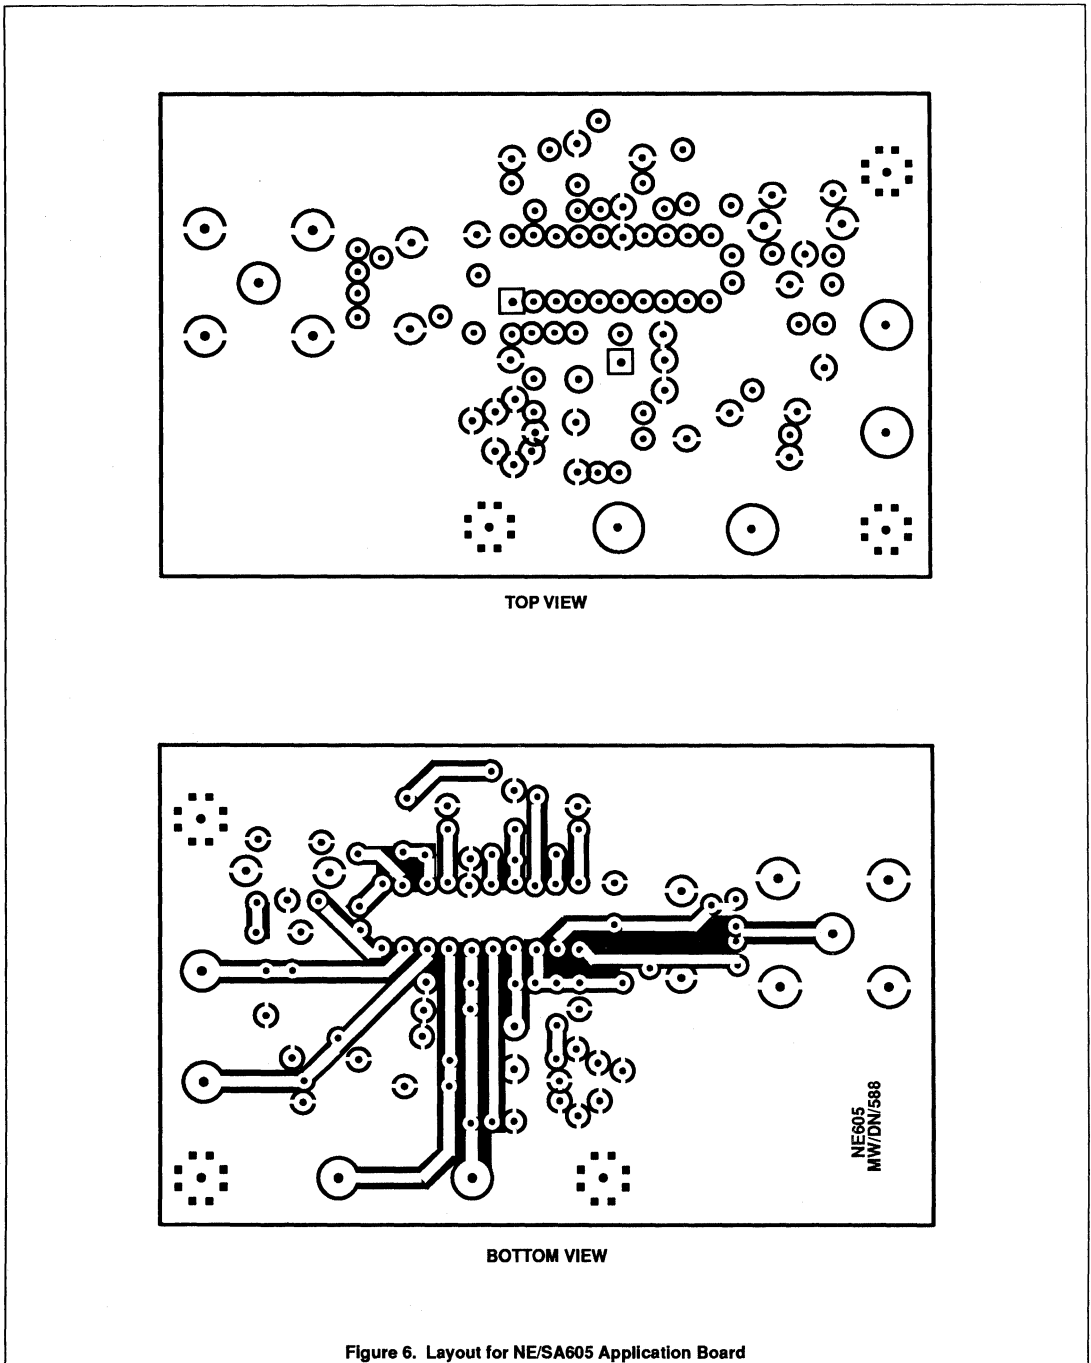 TOP VIEW
NE605
MW/DN/588
BOTTOM VIEW
Figure 6. Layout for NE/SA605 Application Board